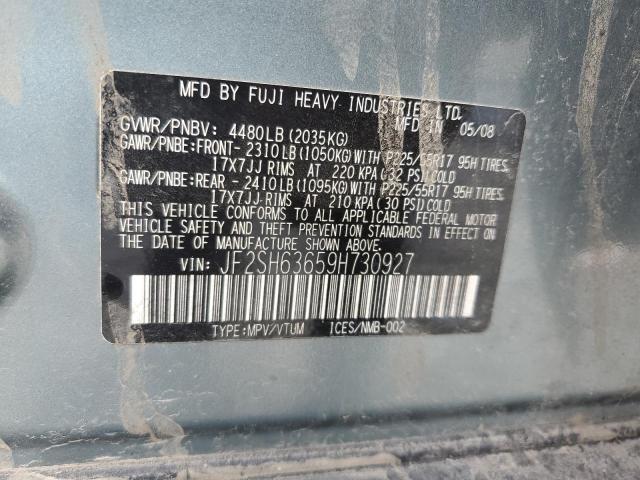 MFD BY FUJI HEAVY INDUSTRIES LTD.
MFD IN 05/08
GVWR/PNBV: 4480LB(2035KG)
GAWR/PNBE:FRONT- 2310LB(1050KG)WITH P225/55R17 95H TIRES,
17X7JJ RIMS AT 220 KPA(32 PSI)COLD
GAWR/PNBE:REAR - 2410LB(1095KG)WITH P225/55R17 95H TIRES,
17X7JJ RIMS AT 210 KPA(30 PSI)COLD
THIS VEHICLE CONFORMS TO ALL APPLICABLE FEDERAL MOTOR
VEHICLE SAFETY AND THEFT PREVENTION STANDARDS
IN EFFECT ON THE DATE OF MANUFACTURE SHOWN ABOVE.
VIN: JF2SH63659H730927
TYPE:MPV/VTUM ICES/NMB-002